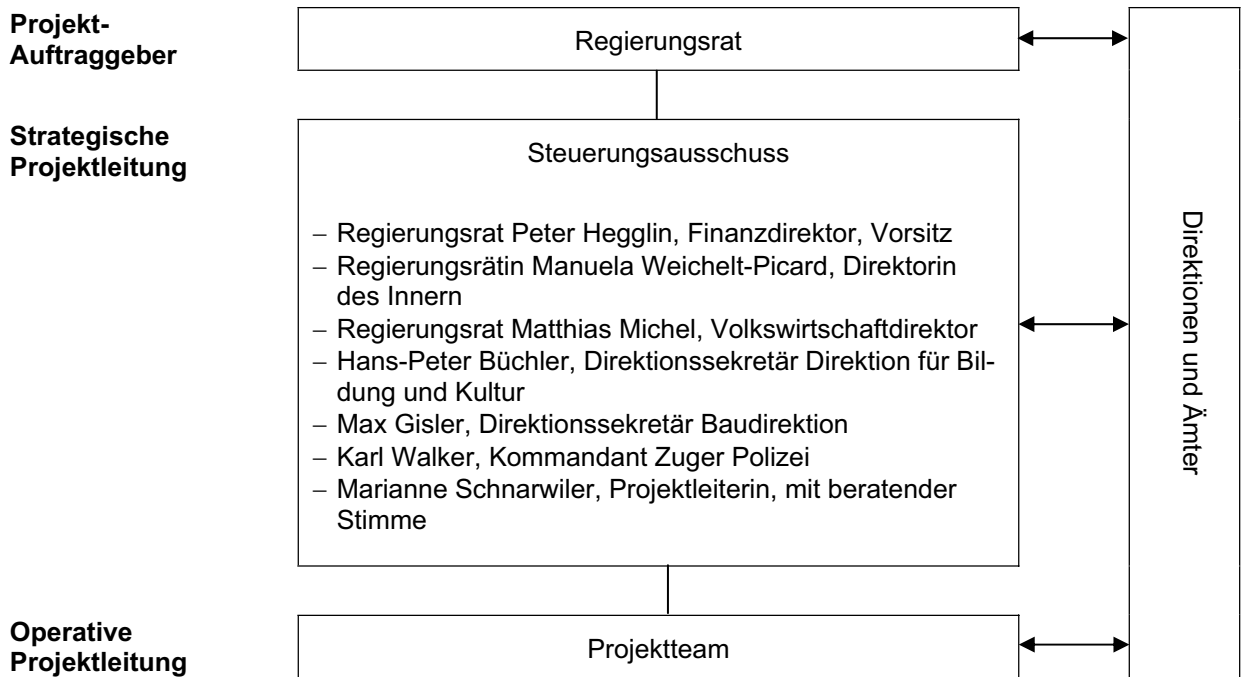 Projekt-
Auftraggeber
Regierungsrat
Strategische
Projektleitung
Steuerungsausschuss
– Regierungsrat Peter Hegglin, Finanzdirektor, Vorsitz
– Regierungsrätin Manuela Weichelt-Picard, Direktorin
des Innern
– Regierungsrat Matthias Michel, Volkswirtschaftdirektor
– Hans-Peter Büchler, Direktionssekretär Direktion für Bil-
dung und Kultur
– Max Gisler, Direktionssekretär Baudirektion
– Karl Walker, Kommandant Zuger Polizei
– Marianne Schnarwiler, Projektleiterin, mit beratender
Stimme
Direktionen und Ämter
Operative
Projektleitung
Projektteam